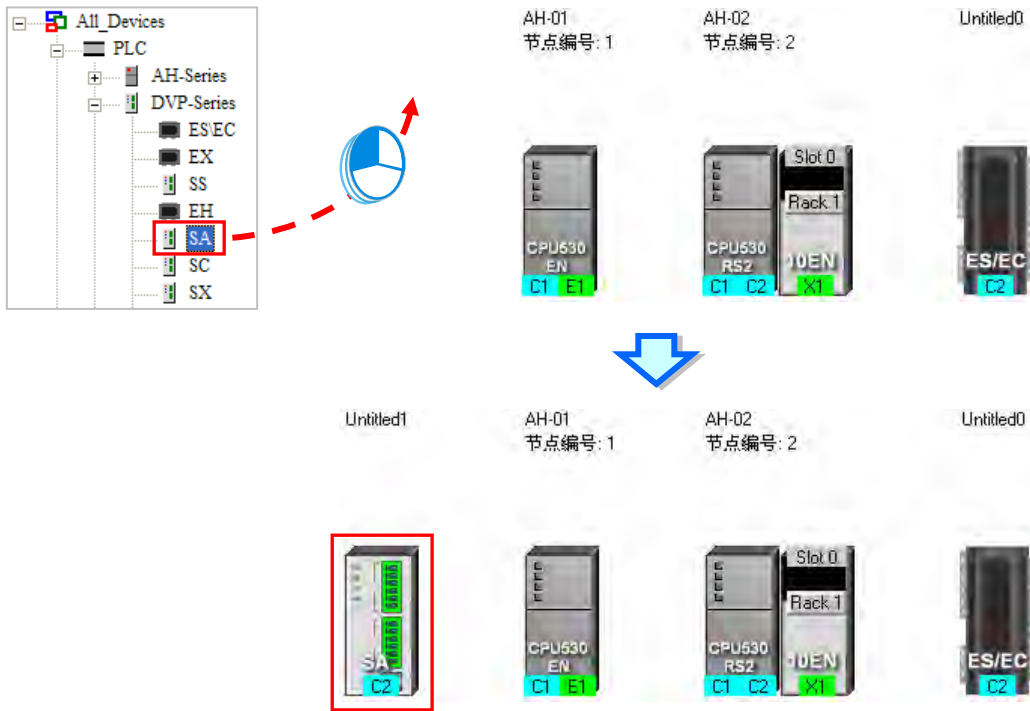 All_Devices
PLC
AH-Series
DVP-Series
ES\EC
EX
SS
EH
SA
SC
SX
AH-01
节点编号: 1
AH-02
节点编号: 2
Untitled0
Slot 0
Rack 1
CPU530
EN
C1 E1
CPU530
RS2
C1 C2
10EN
X1
ES/EC
C2
Untitled1
AH-01
节点编号: 1
AH-02
节点编号: 2
Untitled0
SA
C2
CPU530
EN
C1 E1
Slot 0
Rack 1
CPU530
RS2
C1 C2
10EN
X1
ES/EC
C2